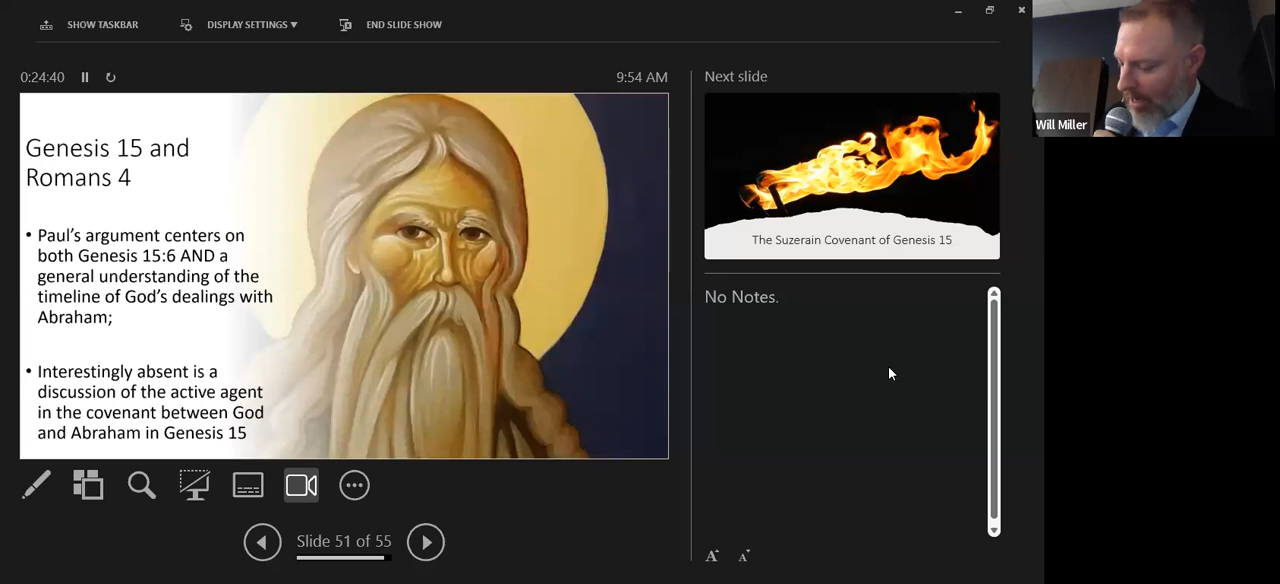 SHOW TASKBAR
DISPLAY SETTINGS ▼
END SLIDE SHOW
0:24:40
9:54 AM
Genesis 15 and
Romans 4
• Paul’s argument centers on
both Genesis 15:6 AND a
general understanding of the
timeline of God’s dealings with
Abraham;
• Interestingly absent is a
discussion of the active agent
in the covenant between God
and Abraham in Genesis 15
Slide 51 of 55
Next slide
The Suzerain Covenant of Genesis 15
No Notes.
A A
Will Miller